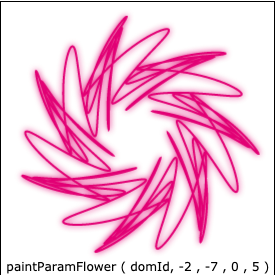 paintParamFlower ( domId, -2 , -7 , 0 , 5 )